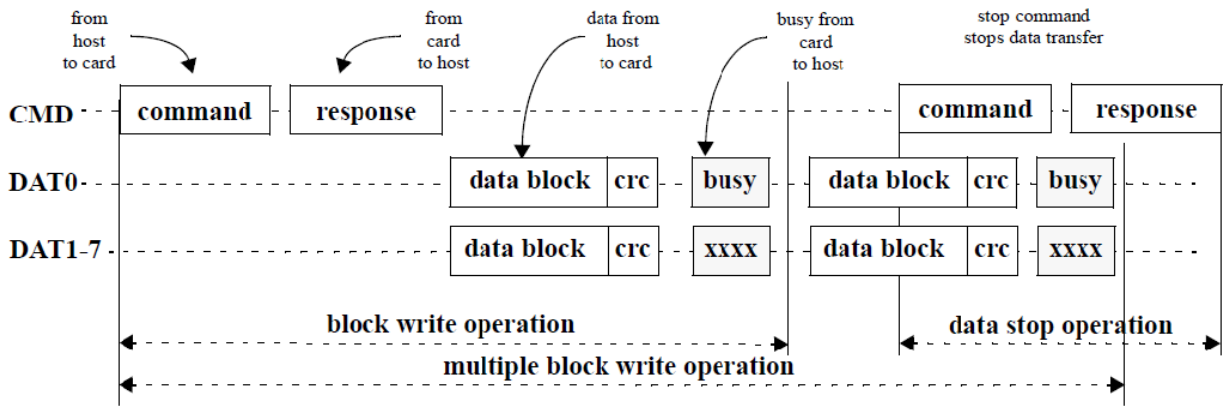 from
host
to card
from
card
to host
data from
host
to card
busy from
card
to host
stop command
stops data transfer
CMD
command
response
command
response
DAT0
data block
crc
busy
data block
crc
busy
DAT1-7
data block
crc
xxxx
data block
crc
xxxx
block write operation
data stop operation
multiple block write operation